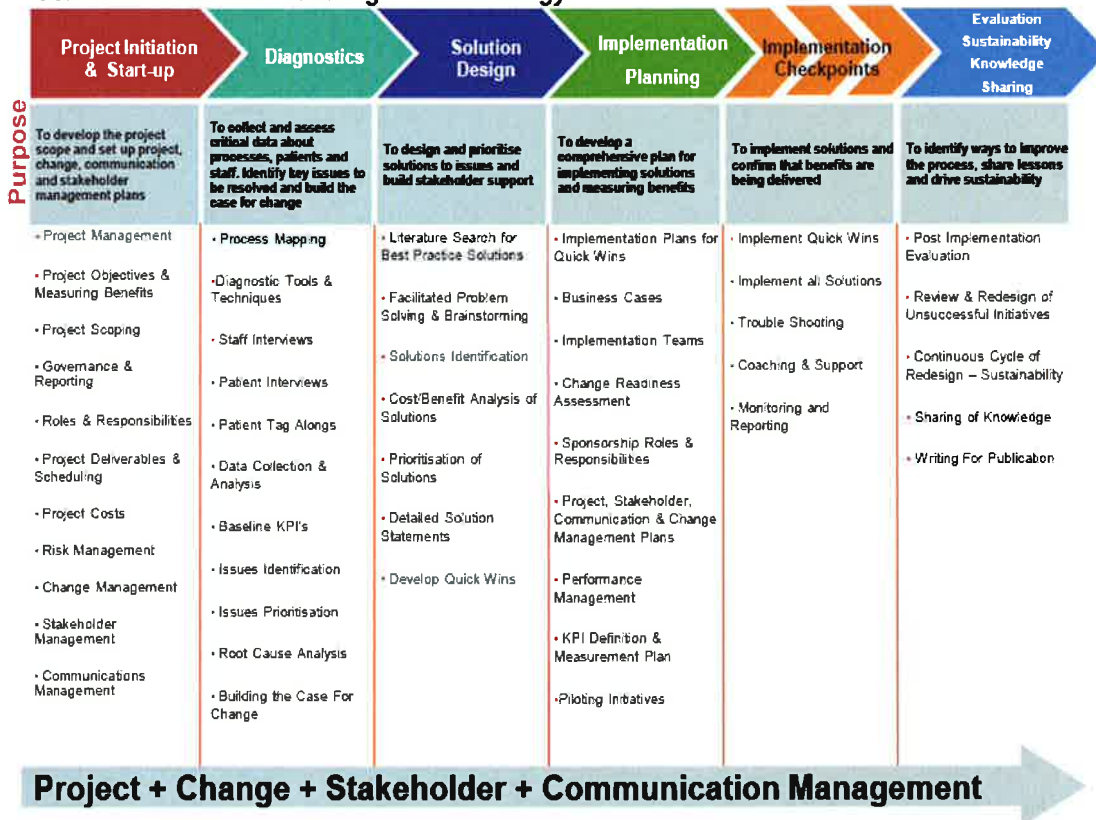 Project Initiation
& Start-up
Diagnostics
Solution
Design
Implementation
Planning
Implementation
Checkpoints
Evaluation
Sustainability
Knowledge
Sharing
Purpose
To develop the project
scope and set up project,
change, communication
and stakeholder
management plans
To collect and assess
critical data about
processes, patients and
staff. Identify key issues to
be resolved and build the
case for change
To design and prioritise
solutions to issues and
build stakeholder support
To develop a
comprehensive plan for
implementing solutions
and measuring benefits
To implement solutions and
confirm that benefits are
being delivered
To identify ways to improve
the process, share lessons
and drive sustainability
• Project Management
• Project Objectives &
Measuring Benefits
• Project Scoping
• Governance &
Reporting
• Roles & Responsibilities
• Project Deliverables &
Scheduling
• Project Costs
• Risk Management
• Change Management
• Stakeholder
Management
• Communications
Management
• Process Mapping
•Diagnostic Tools &
Techniques
• Staff Interviews
• Patient Interviews
• Patient Tag Alongs
• Data Collection &
Analysis
• Baseline KPI's
• Issues Identification
• Issues Prioritisation
• Root Cause Analysis
• Building the Case For
Change
• Literature Search for
Best Practice Solutions
• Facilitated Problem
Solving & Brainstorming
• Solutions Identification
• Cost/Benefit Analysis of
Solutions
• Prioritisation of
Solutions
• Detailed Solution
Statements
• Develop Quick Wins
• Implementation Plans for
Quick Wins
• Business Cases
• Implementation Teams
• Change Readiness
Assessment
• Sponsorship Roles &
Responsibilities
• Project, Stakeholder,
Communication & Change
Management Plans
• Performance
Management
• KPI Definition &
Measurement Plan
•Piloting Initiatives
• Implement Quick Wins
• Implement all Solutions
• Trouble Shooting
• Coaching & Support
• Monitoring and
Reporting
• Post Implementation
Evaluation
• Review & Redesign of
Unsuccessful Initiatives
• Continuous Cycle of
Redesign – Sustainability
• Sharing of Knowledge
• Writing For Publication
Project + Change + Stakeholder + Communication Management